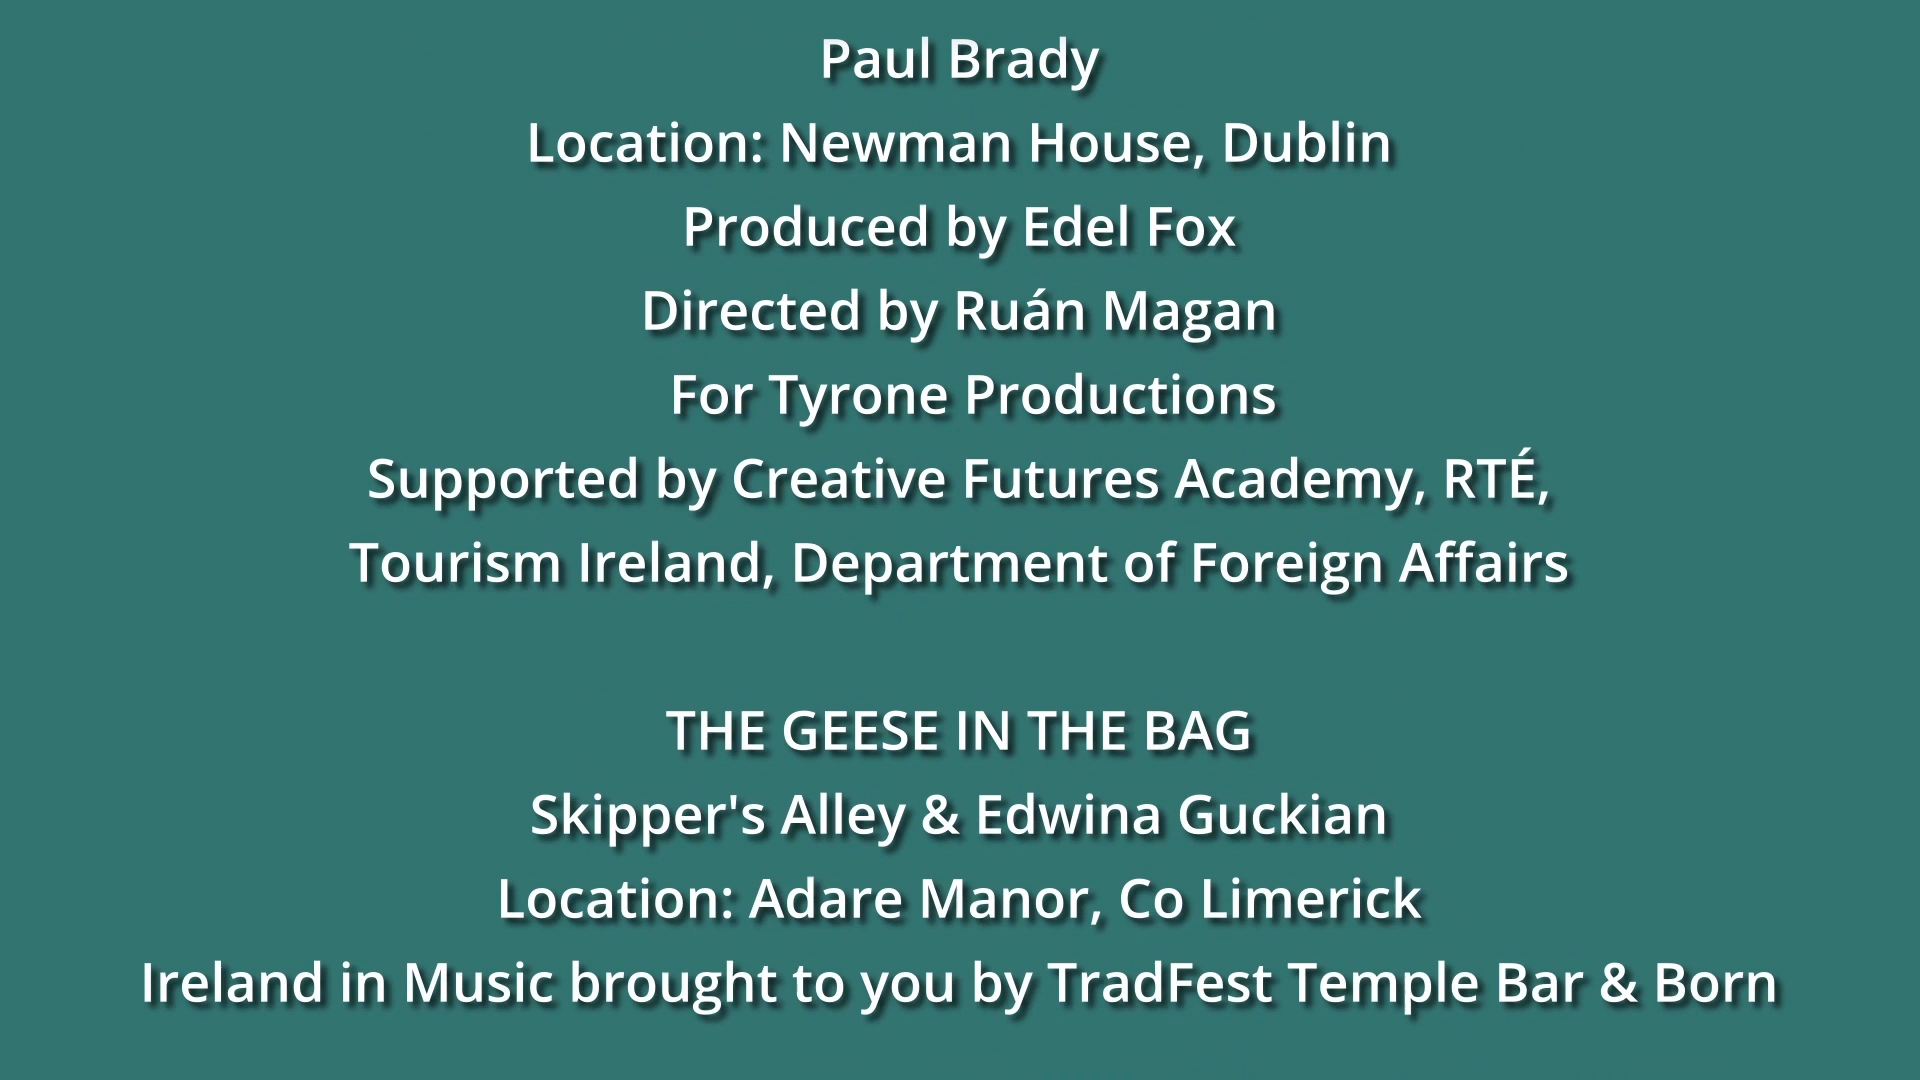 Paul Brady
Location: Newman House, Dublin
Produced by Edel Fox
Directed by Ruán Magan
For Tyrone Productions
Supported by Creative Futures Academy, RTÉ,
Tourism Ireland, Department of Foreign Affairs
THE GEESE IN THE BAG
Skipper's Alley & Edwina Guckian
Location: Adare Manor, Co Limerick
Ireland in Music brought to you by TradFest Temple Bar & Born